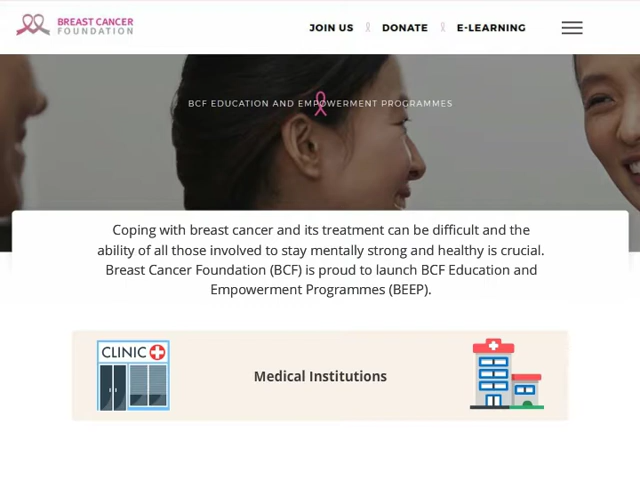 BREAST CANCER
FOUNDATION
JOIN US
DONATE
E-LEARNING
BCF EDUCATION AND EMPOWERMENT PROGRAMMES
Coping with breast cancer and its treatment can be difficult and the
ability of all those involved to stay mentally strong and healthy is crucial.
Breast Cancer Foundation (BCF) is proud to launch BCF Education and
Empowerment Programmes (BEEP).
CLINIC
Medical Institutions